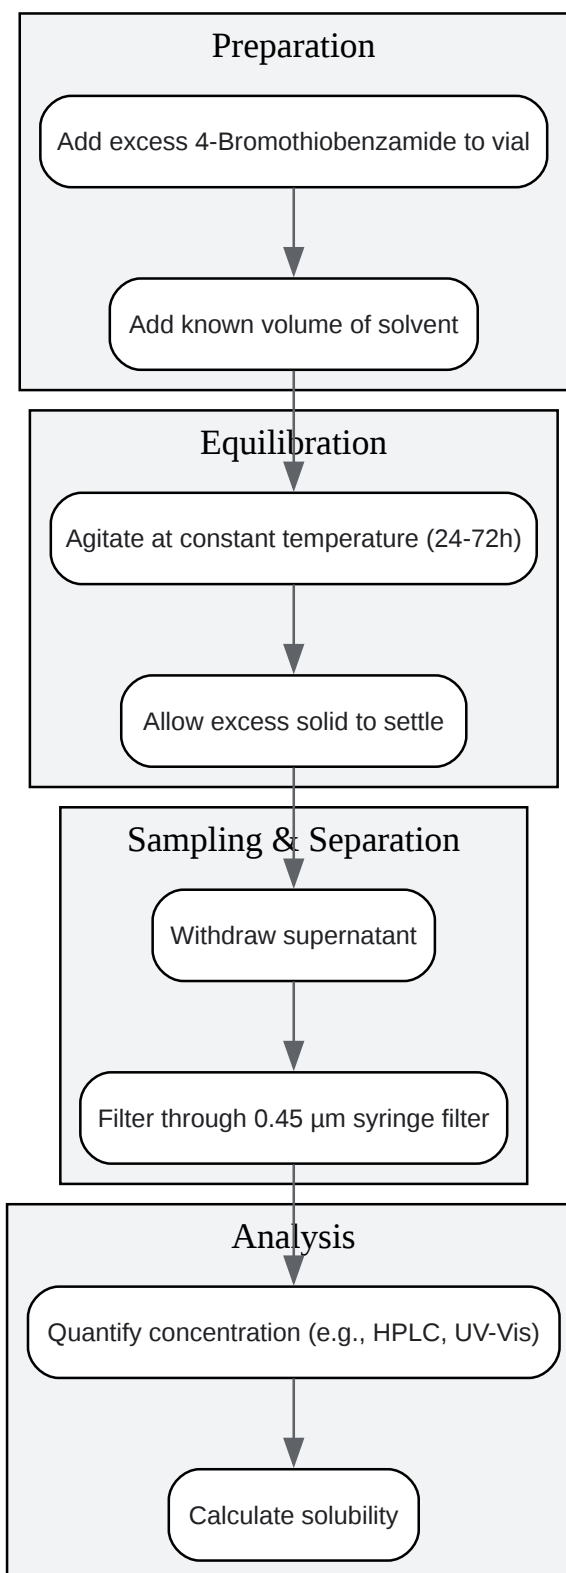 Preparation
Add excess 4-Bromothiobenzamide to vial
Add known volume of solvent
Equilibration
Agitate at constant temperature (24-72h)
Allow excess solid to settle
Sampling & Separation
Withdraw supernatant
Filter through 0.45 µm syringe filter
Analysis
Quantify concentration (e.g., HPLC, UV-Vis)
Calculate solubility